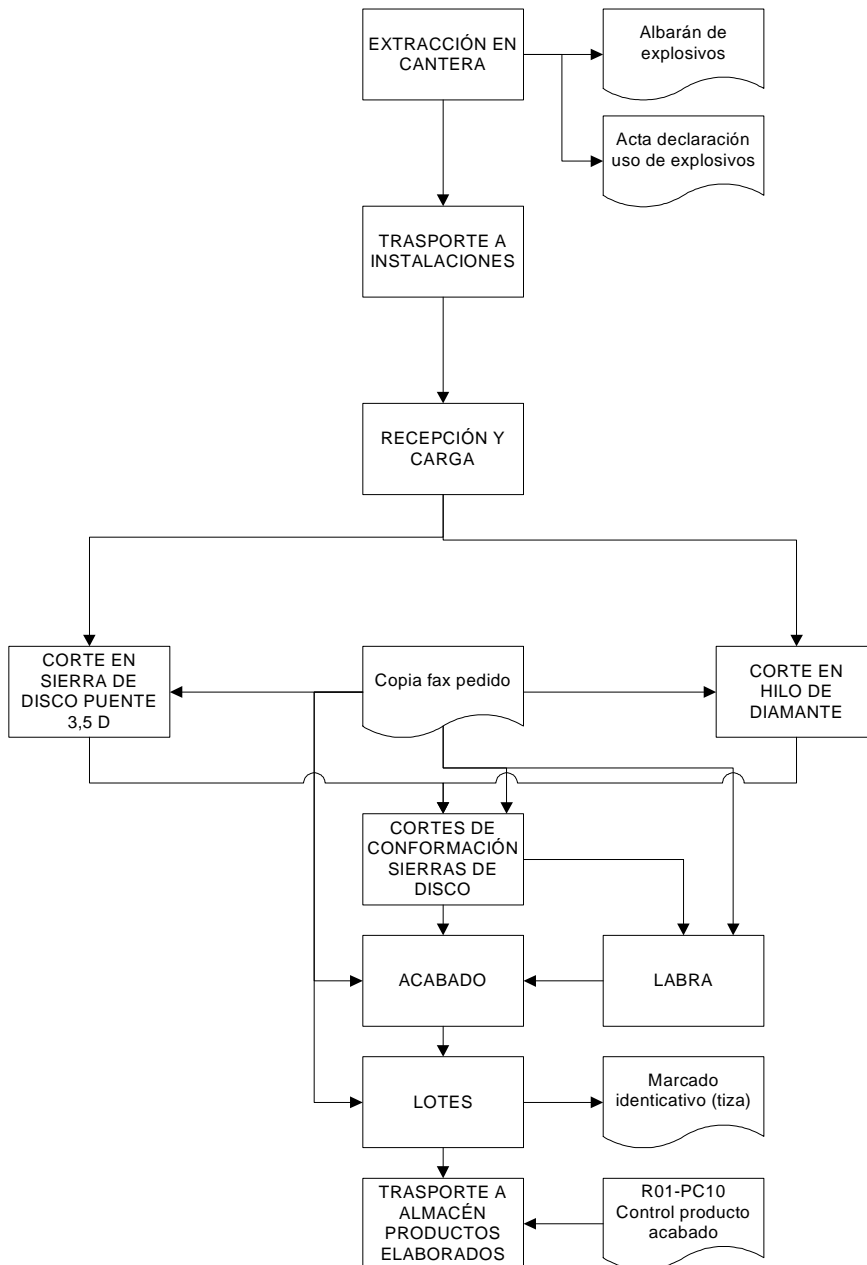 EXTRACCIÓN EN
CANTERA
Albarán de
explosivos
Acta declaración
uso de explosivos
TRASPORTE A
INSTALACIONES
RECEPCIÓN Y
CARGA
CORTE EN
SIERRA DE
DISCO PUENTE
3,5 D
Copia fax pedido
CORTE EN
HILO DE
DIAMANTE
CORTES DE
CONFORMACIÓN
SIERRAS DE
DISCO
ACABADO
LABRA
LOTES
Marcado
identicativo (tiza)
TRASPORTE A
ALMACÉN
PRODUCTOS
ELABORADOS
R01-PC10
Control producto
acabado